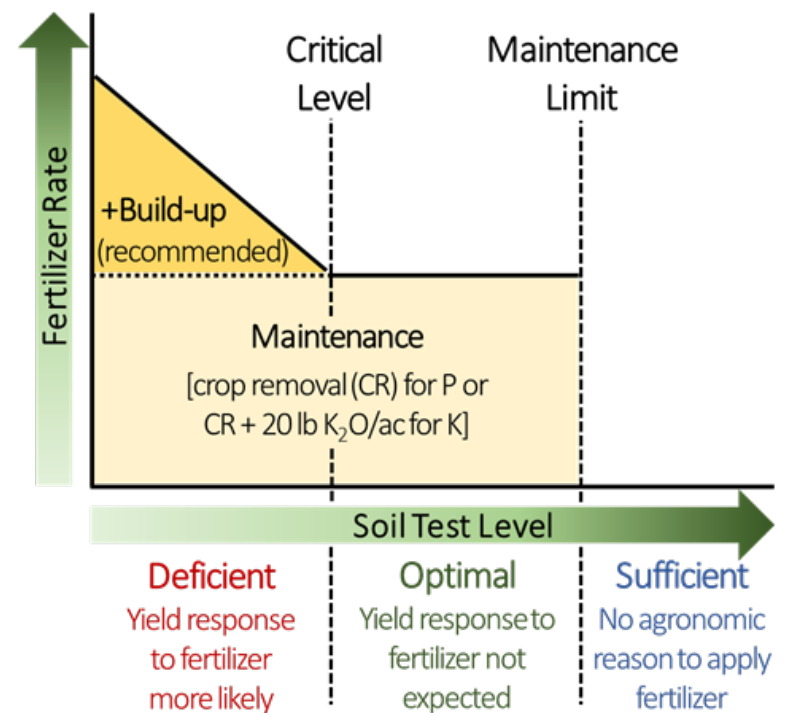 Critical
Level
Maintenance
Limit
Fertilizer Rate
+Build-up
(recommended)
Maintenance
[crop removal (CR) for P or
CR + 20 lb K₂O/ac for K]
Soil Test Level
Deficient
Yield response
to fertilizer
more likely
Optimal
Yield response to
fertilizer not
expected
Sufficient
No agronomic
reason to apply
fertilizer